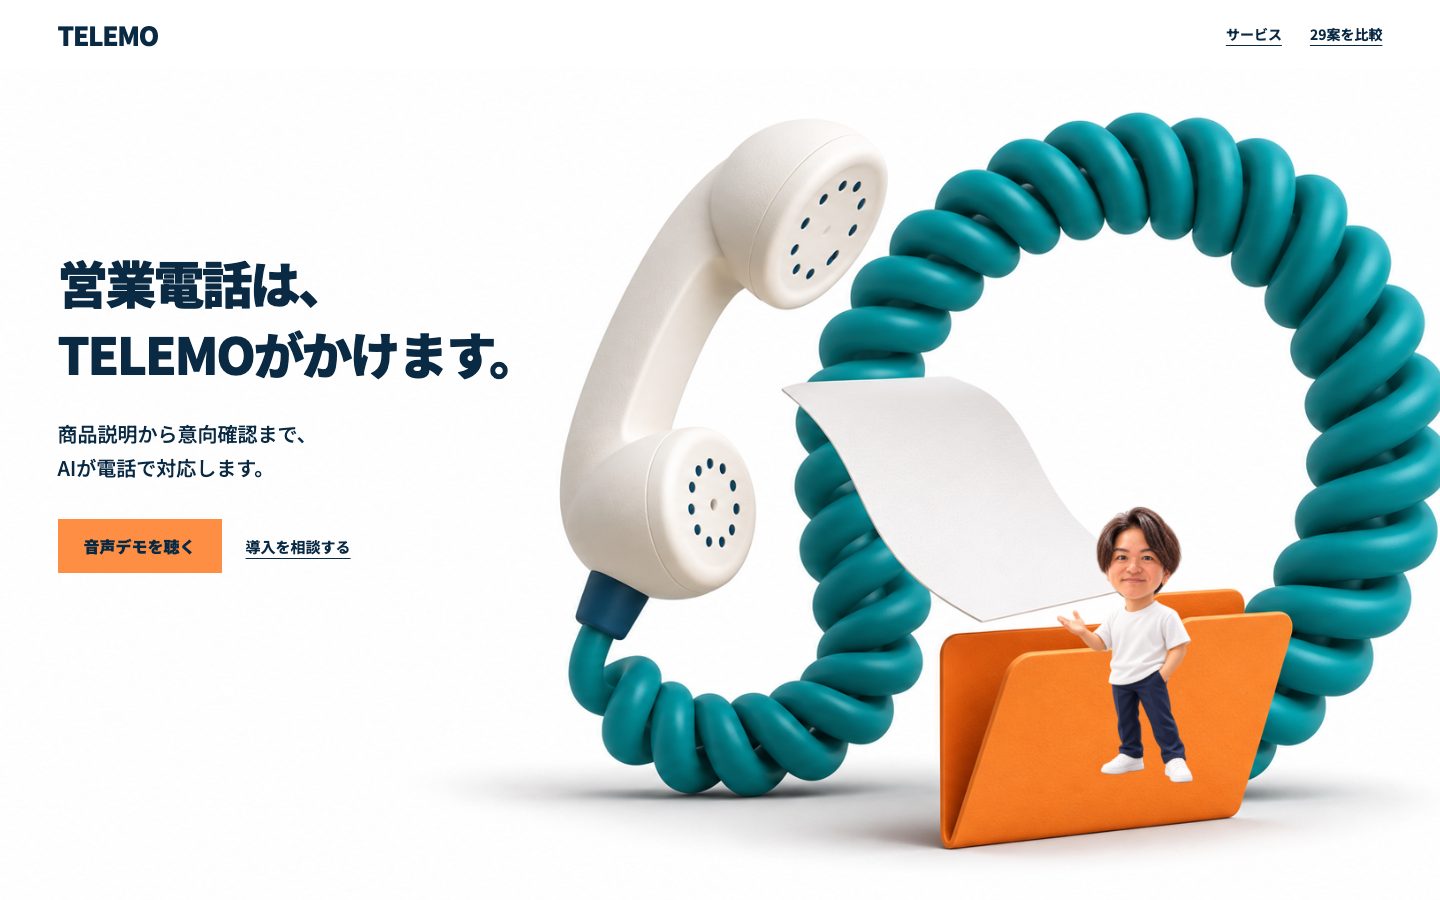 TELEMO
サービス
29案を比較
営業電話は、
TELEMOがかけます。
商品説明から意向確認まで、
AIが電話で対応します。
音声デモを聴く
導入を相談する